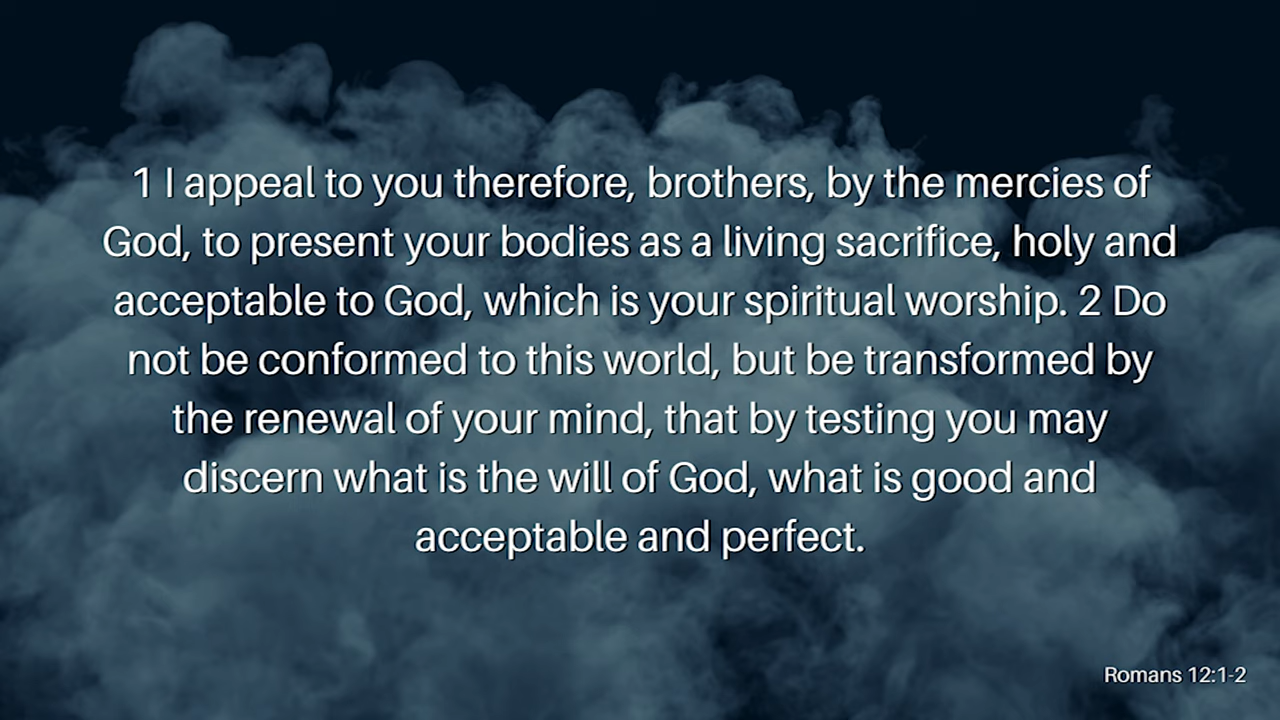 1 I appeal to you therefore, brothers, by the mercies of
God, to present your bodies as a living sacrifice, holy and
acceptable to God, which is your spiritual worship. 2 Do
not be conformed to this world, but be transformed by
the renewal of your mind, that by testing you may
discern what is the will of God, what is good and
acceptable and perfect.
Romans 12:1-2